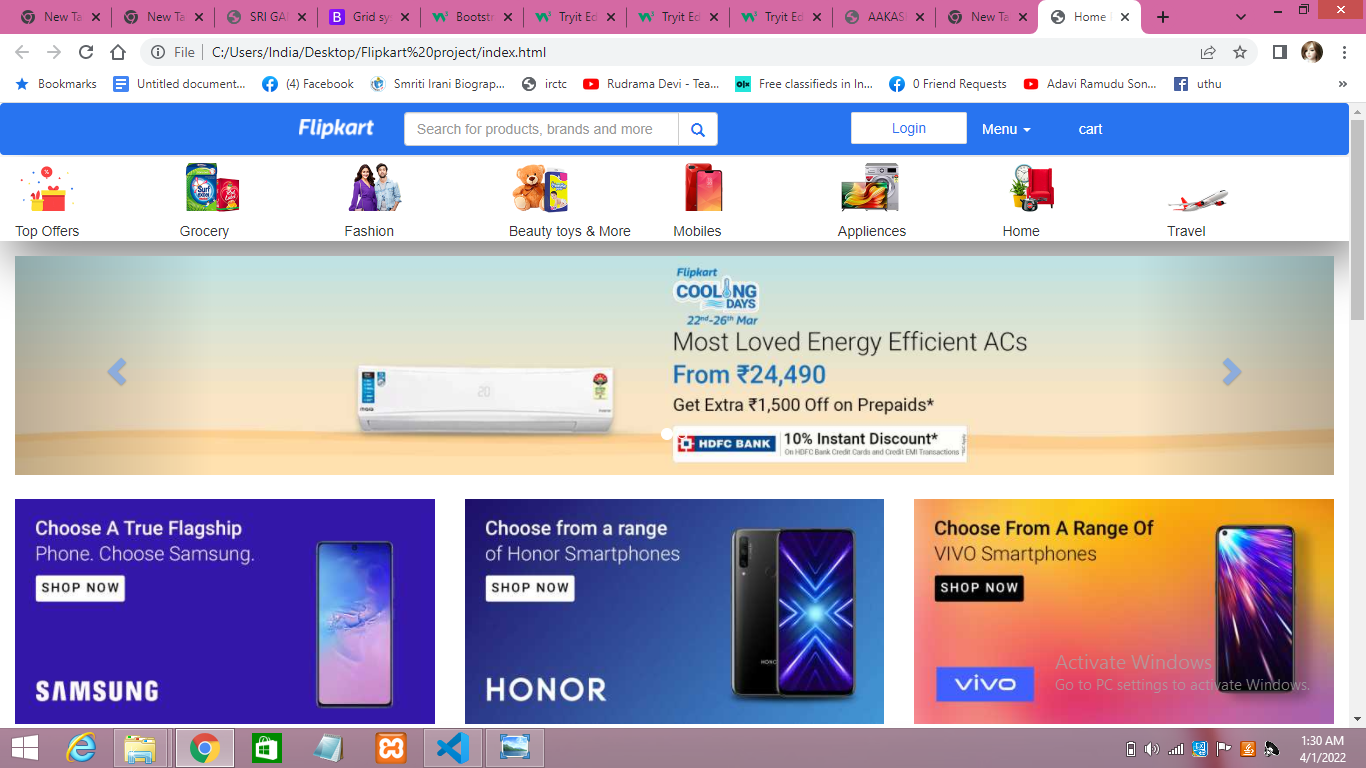 New Ta
New Ta
SRI GA
Grid sy
Bootstr
Tryit Ed
Tryit Ed
Tryit Ed
AAKAS
New Ta
Home
File
C:/Users/India/Desktop/Flipkart%20project/index.html
Bookmarks
Untitled document...
(4) Facebook
Smriti Irani Biograp...
irctc
Rudrama Devi - Tea...
Free classifieds in In...
0 Friend Requests
Adavi Ramudu Son...
uthu
Flipkart
Search for products, brands and more
Login
Menu
cart
Top Offers
Grocery
Fashion
Beauty toys & More
Mobiles
Appliences
Home
Travel
Flipkart
COOLING
DAYS
22nd-26th Mar
Most Loved Energy Efficient ACs
From ₹24,490
Get Extra ₹1,500 Off on Prepaids*
HDFC BANK
10% Instant Discount*
On HDFC Bank Credit Cards and Credit EMI Transactions
Choose A True Flagship
Phone. Choose Samsung.
SHOP NOW
SAMSUNG
Choose from a range
of Honor Smartphones
SHOP NOW
HONOR
Choose From A Range Of
VIVO Smartphones
SHOP NOW
vivo
Activate Windows
Go to PC settings to activate Windows.
1:30 AM
4/1/2022